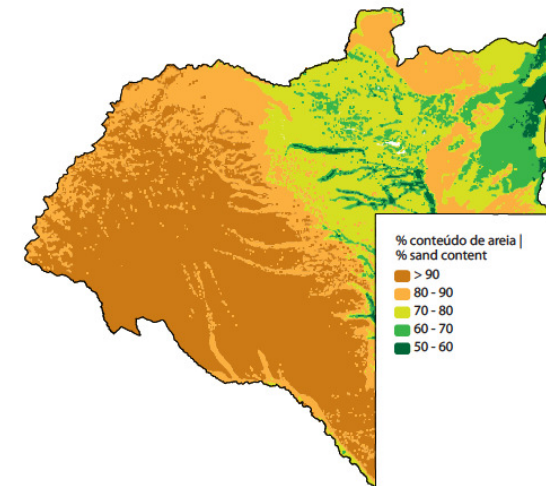 % conteúdo de areia |
% sand content
> 90
80 - 90
70 - 80
60 - 70
50 - 60